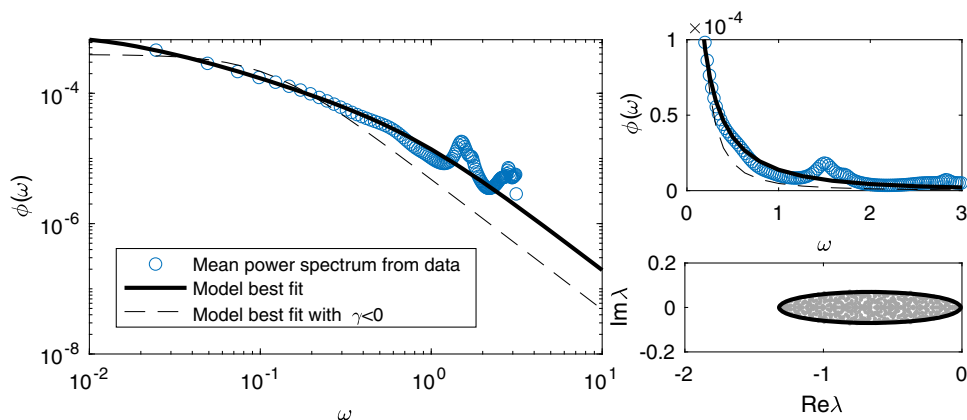 10^-4
10^-6
10^-8
ϕ(ω)
10^-2
10^-1
10^0
10^1
ω
Mean power spectrum from data
Model best fit
Model best fit with γ<0
×10^-4
1
0.5
0
ϕ(ω)
0
1
2
3
ω
0.2
0
-0.2
Im λ
-2
-1
0
Reλ